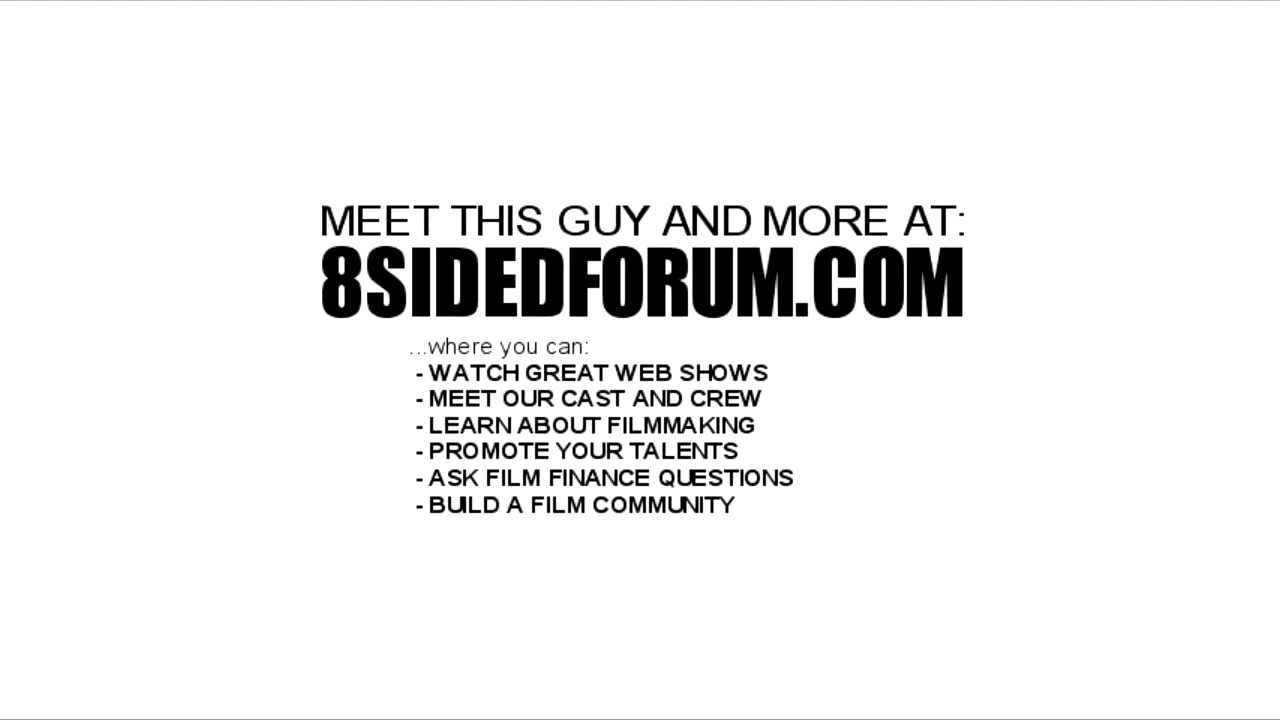 MEET THIS GUY AND MORE AT:
8SIDEDFORUM.COM
...where you can:
- WATCH GREAT WEB SHOWS
- MEET OUR CAST AND CREW
- LEARN ABOUT FILMMAKING
- PROMOTE YOUR TALENTS
- ASK FILM FINANCE QUESTIONS
- BUILD A FILM COMMUNITY